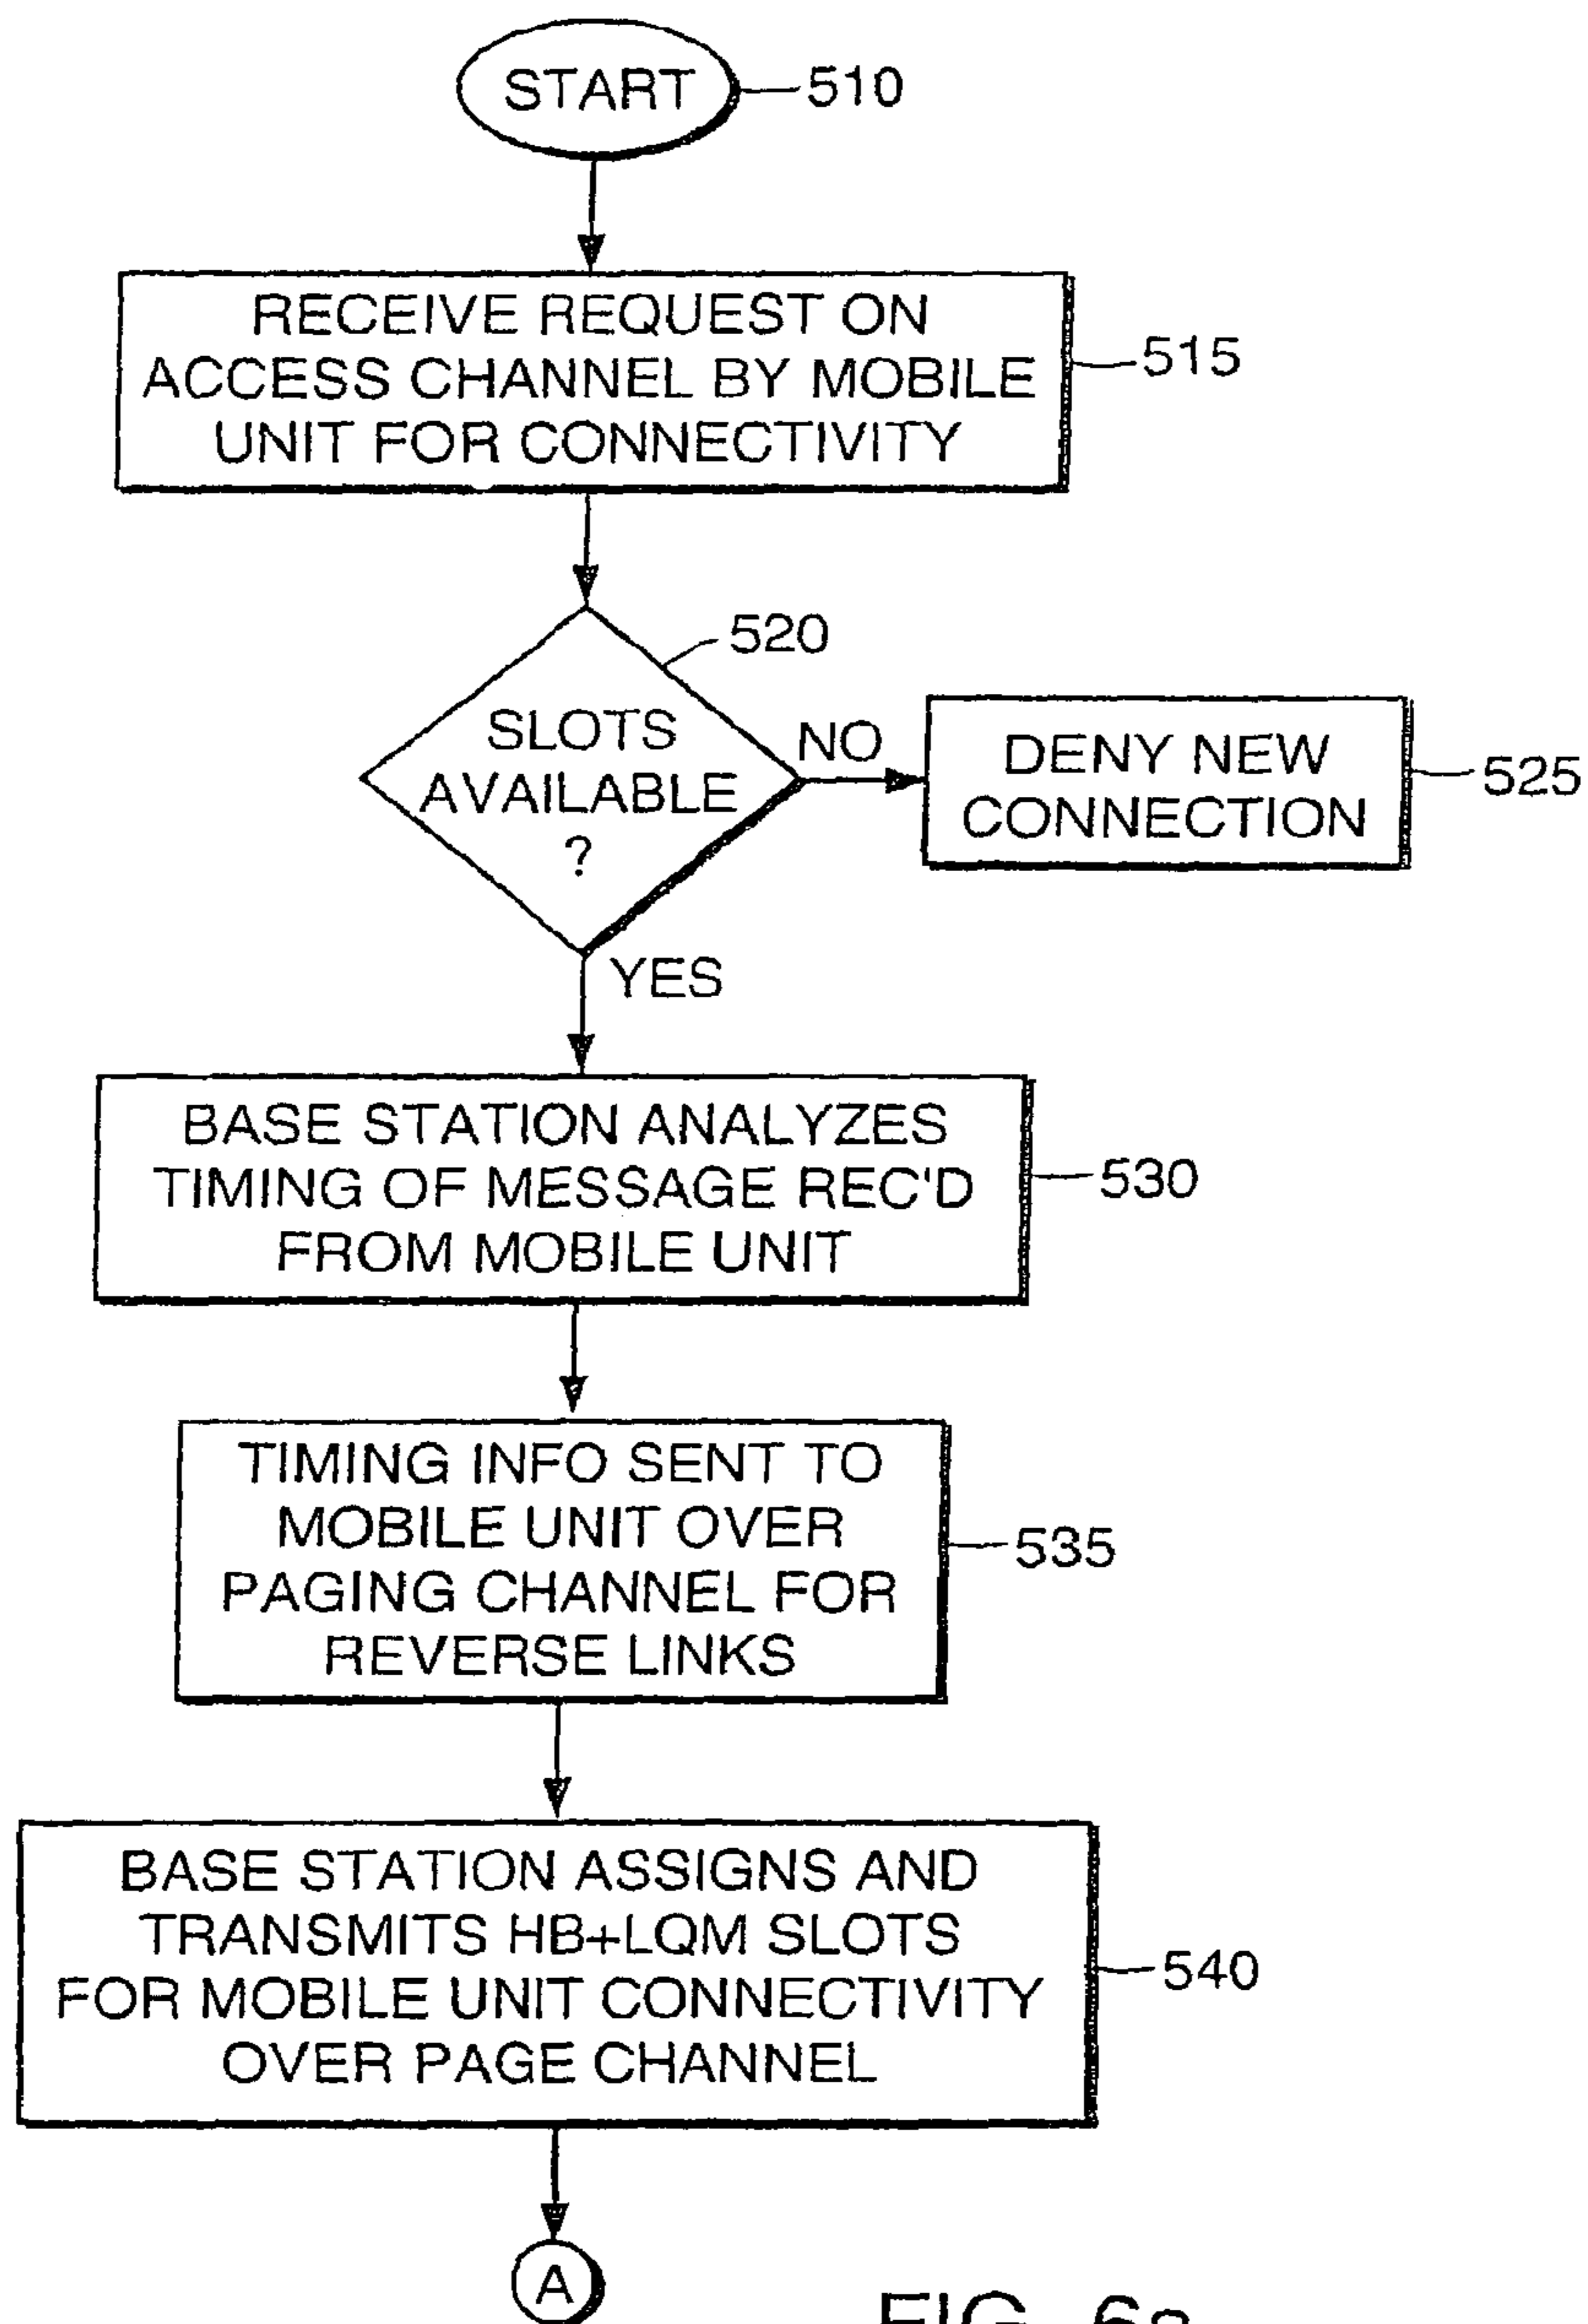 START
510
RECEIVE REQUEST ON
ACCESS CHANNEL BY MOBILE
UNIT FOR CONNECTIVITY
515
520
SLOTS
AVAILABLE
?
NO
DENY NEW
CONNECTION
525
YES
BASE STATION ANALYZES
TIMING OF MESSAGE REC'D
FROM MOBILE UNIT
530
TIMING INFO SENT TO
MOBILE UNIT OVER
PAGING CHANNEL FOR
REVERSE LINKS
535
BASE STATION ASSIGNS AND
TRANSMITS HB+LQM SLOTS
FOR MOBILE UNIT CONNECTIVITY
OVER PAGE CHANNEL
540
A
FIG. 6a